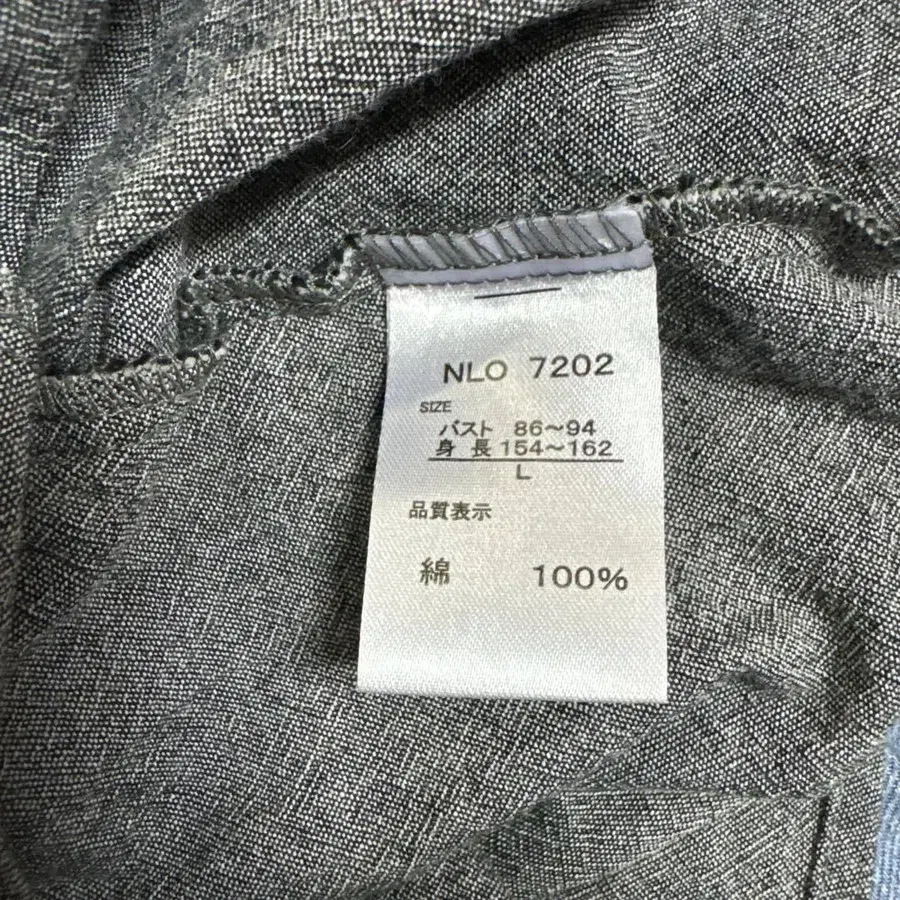 NLO 7202
SIZE
バスト 86〜94
身 長 154〜162
L
品質表示
綿 100%